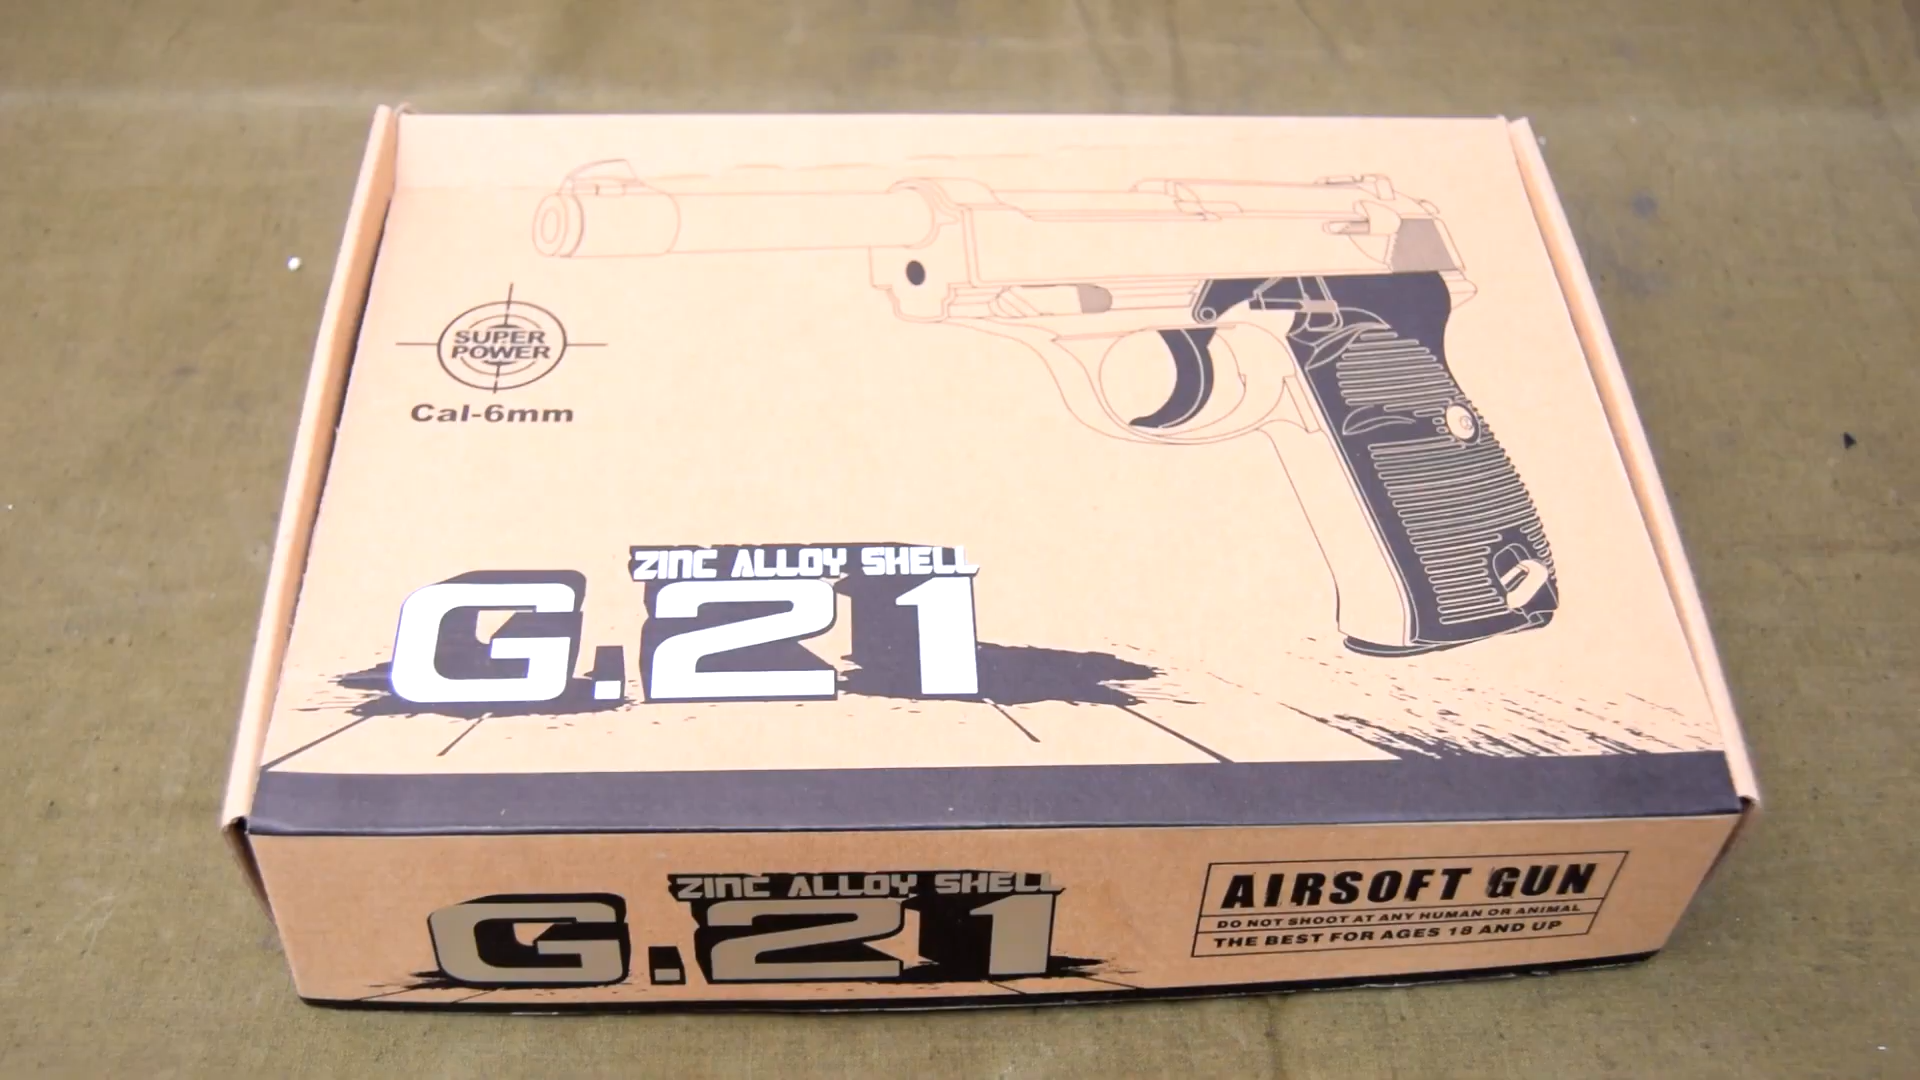 SUPER
POWER
Cal-6mm
ZINC ALLOY SHELL
G.21
ZINC ALLOY SHELL
G.21
AIRSOFT GUN
DO NOT SHOOT AT ANY HUMAN OR ANIMAL
THE BEST FOR AGES 18 AND UP